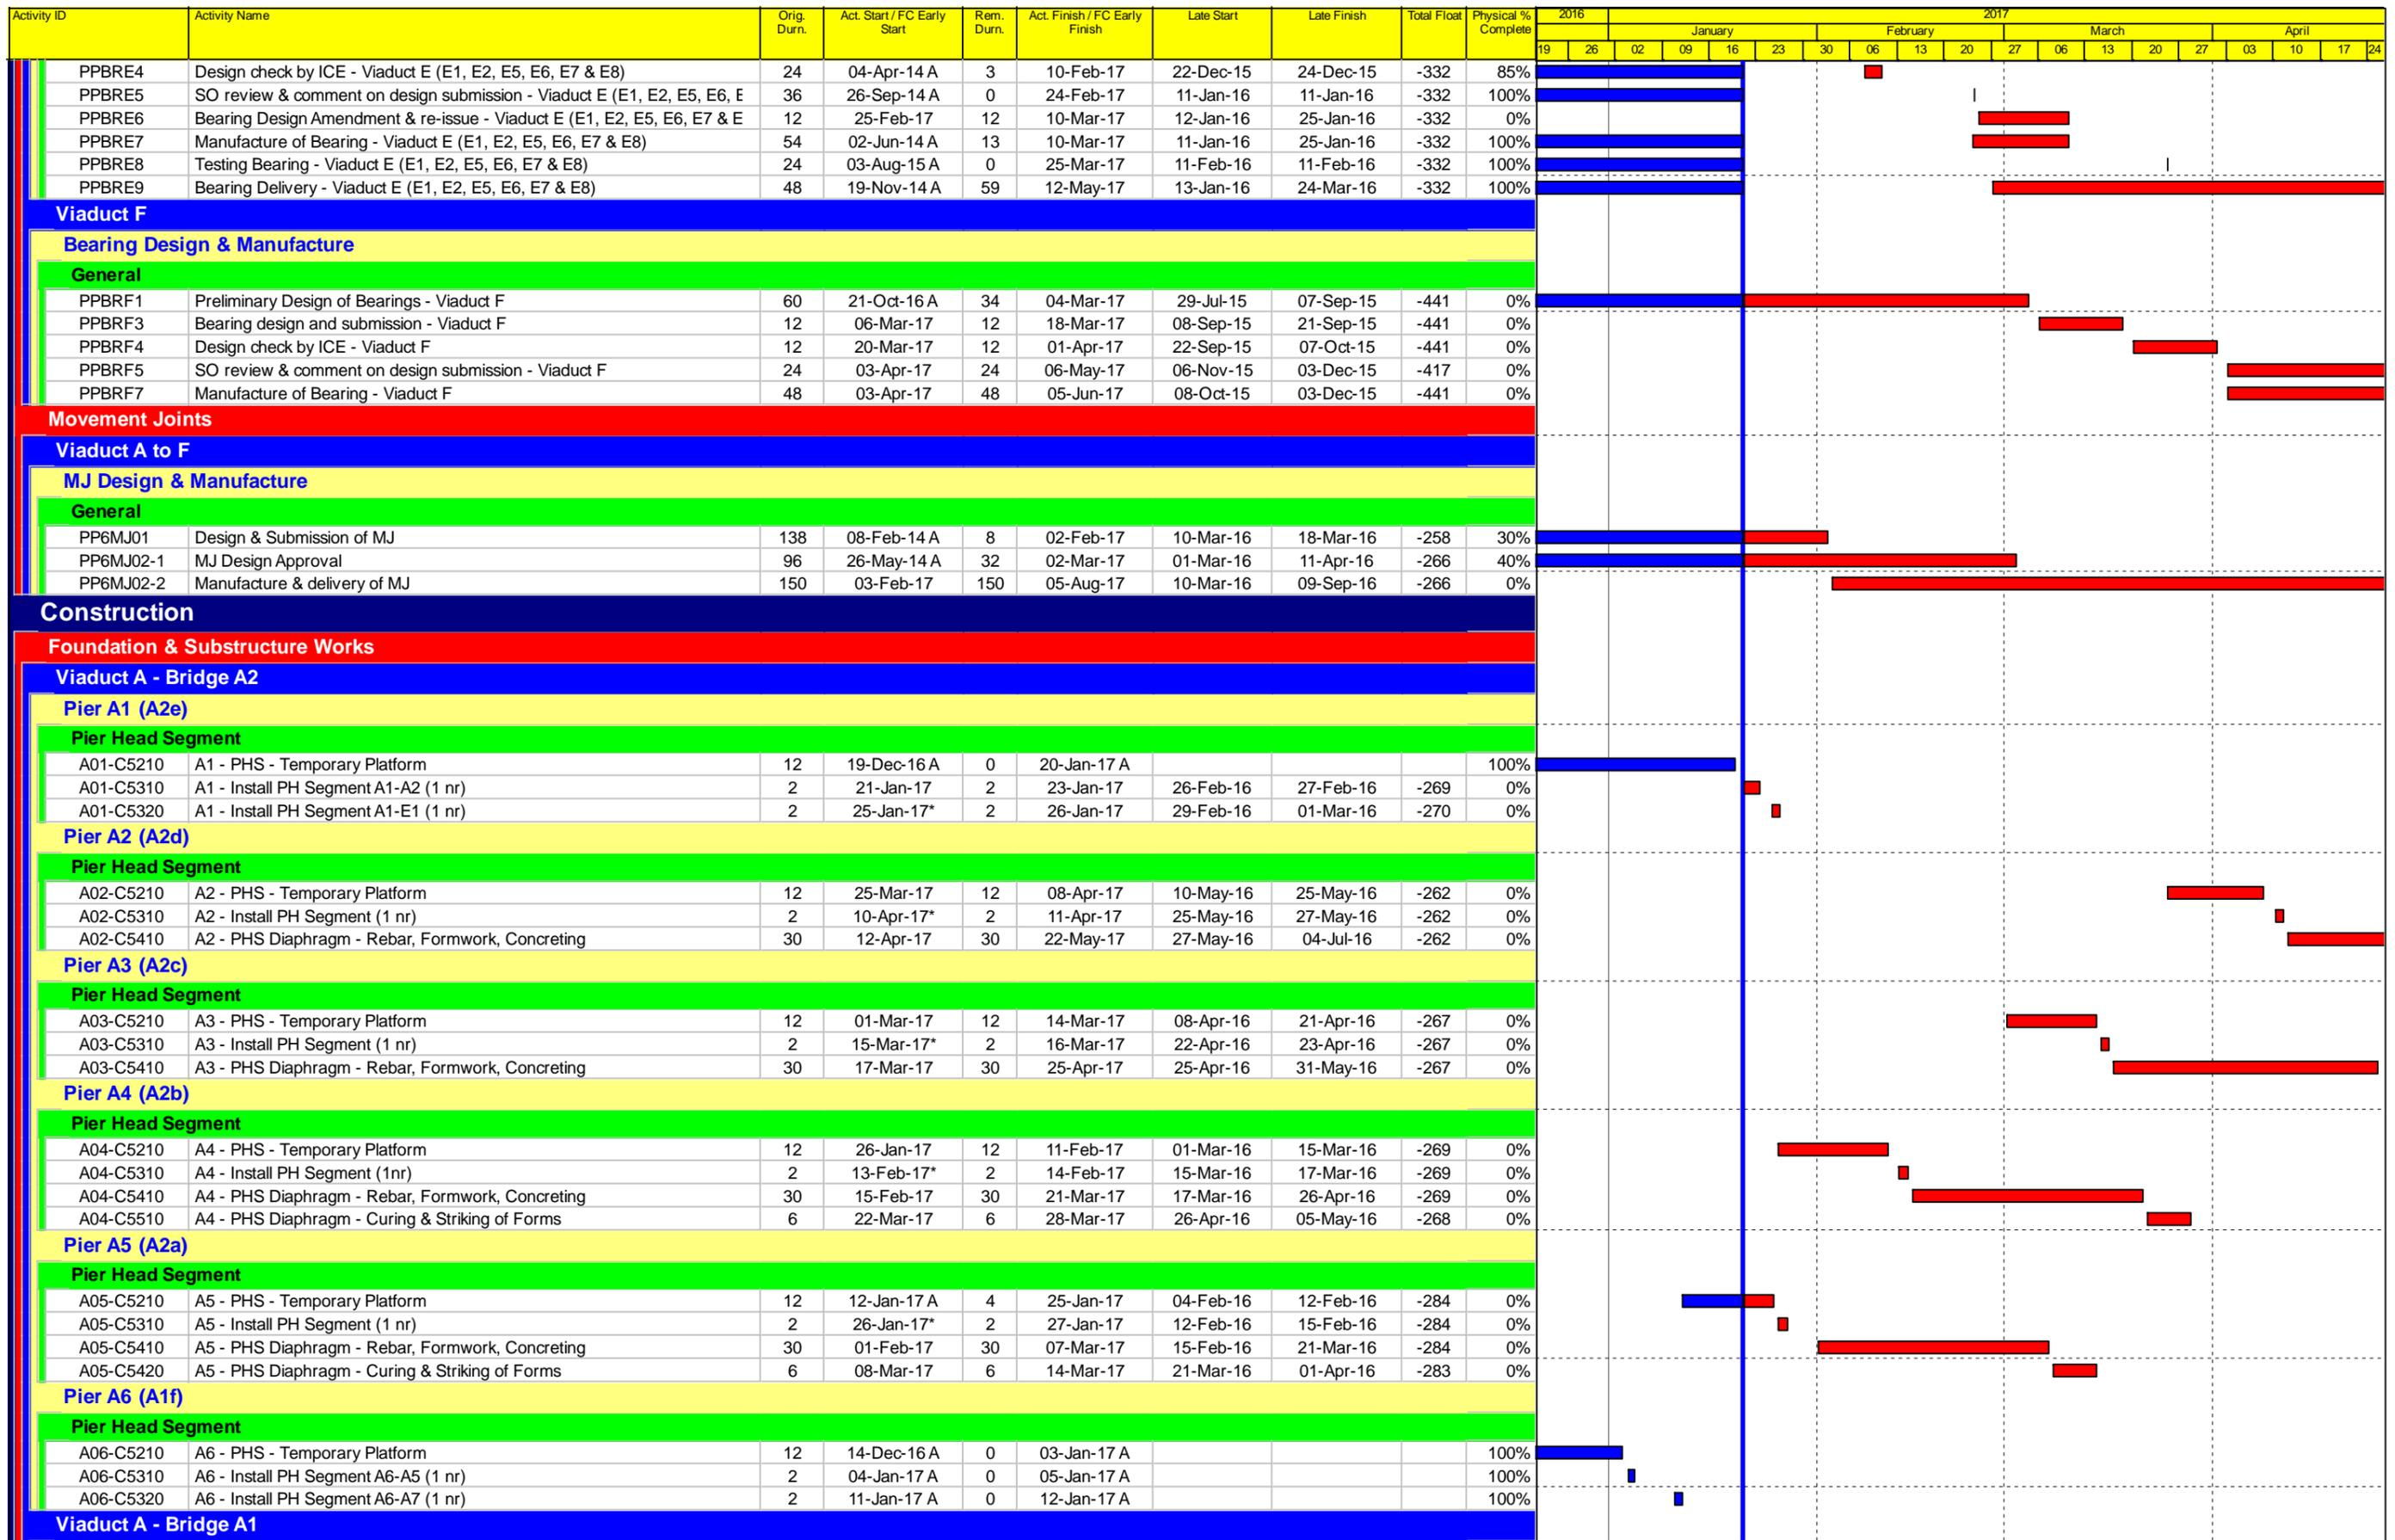 Activity ID Activity Name Orig. Durn. Act. Start / FC Early Start Rem. Durn. Act. Finish / FC Early Finish Late Start Late Finish Total Float Physical % Complete 2016 2017
January February March April
19 26 02 09 16 23 30 06 13 20 27 06 13 20 27 03 10 17 24
PPBRE4 Design check by ICE - Viaduct E (E1, E2, E5, E6, E7 & E8) 24 04-Apr-14 A 3 10-Feb-17 22-Dec-15 24-Dec-15 -332 85%
PPBRE5 SO review & comment on design submission - Viaduct E (E1, E2, E5, E6, E 36 26-Sep-14 A 0 24-Feb-17 11-Jan-16 11-Jan-16 -332 100%
PPBRE6 Bearing Design Amendment & re-issue - Viaduct E (E1, E2, E5, E6, E7 & E 12 25-Feb-17 12 10-Mar-17 12-Jan-16 25-Jan-16 -332 0%
PPBRE7 Manufacture of Bearing - Viaduct E (E1, E2, E5, E6, E7 & E8) 54 02-Jun-14 A 13 10-Mar-17 11-Jan-16 25-Jan-16 -332 100%
PPBRE8 Testing Bearing - Viaduct E (E1, E2, E5, E6, E7 & E8) 24 03-Aug-15 A 0 25-Mar-17 11-Feb-16 11-Feb-16 -332 100%
PPBRE9 Bearing Delivery - Viaduct E (E1, E2, E5, E6, E7 & E8) 48 19-Nov-14 A 59 12-May-17 13-Jan-16 24-Mar-16 -332 100%
Viaduct F
Bearing Design & Manufacture
General
PPBRF1 Preliminary Design of Bearings - Viaduct F 60 21-Oct-16 A 34 04-Mar-17 29-Jul-15 07-Sep-15 -441 0%
PPBRF3 Bearing design and submission - Viaduct F 12 06-Mar-17 12 18-Mar-17 08-Sep-15 21-Sep-15 -441 0%
PPBRF4 Design check by ICE - Viaduct F 12 20-Mar-17 12 01-Apr-17 22-Sep-15 07-Oct-15 -441 0%
PPBRF5 SO review & comment on design submission - Viaduct F 24 03-Apr-17 24 06-May-17 06-Nov-15 03-Dec-15 -417 0%
PPBRF7 Manufacture of Bearing - Viaduct F 48 03-Apr-17 48 05-Jun-17 08-Oct-15 03-Dec-15 -441 0%
Movement Joints
Viaduct A to F
MJ Design & Manufacture
General
PP6MJ01 Design & Submission of MJ 138 08-Feb-14 A 8 02-Feb-17 10-Mar-16 18-Mar-16 -258 30%
PP6MJ02-1 MJ Design Approval 96 26-May-14 A 32 02-Mar-17 01-Mar-16 11-Apr-16 -266 40%
PP6MJ02-2 Manufacture & delivery of MJ 150 03-Feb-17 150 05-Aug-17 10-Mar-16 09-Sep-16 -266 0%
Construction
Foundation & Substructure Works
Viaduct A - Bridge A2
Pier A1 (A2e)
Pier Head Segment
A01-C5210 A1 - PHS - Temporary Platform 12 19-Dec-16 A 0 20-Jan-17 A 100%
A01-C5310 A1 - Install PH Segment A1-A2 (1 nr) 2 21-Jan-17 2 23-Jan-17 26-Feb-16 27-Feb-16 -269 0%
A01-C5320 A1 - Install PH Segment A1-E1 (1 nr) 2 25-Jan-17* 2 26-Jan-17 29-Feb-16 01-Mar-16 -270 0%
Pier A2 (A2d)
Pier Head Segment
A02-C5210 A2 - PHS - Temporary Platform 12 25-Mar-17 12 08-Apr-17 10-May-16 25-May-16 -262 0%
A02-C5310 A2 - Install PH Segment (1 nr) 2 10-Apr-17* 2 11-Apr-17 25-May-16 27-May-16 -262 0%
A02-C5410 A2 - PHS Diaphragm - Rebar, Formwork, Concreting 30 12-Apr-17 30 22-May-17 27-May-16 04-Jul-16 -262 0%
Pier A3 (A2c)
Pier Head Segment
A03-C5210 A3 - PHS - Temporary Platform 12 01-Mar-17 12 14-Mar-17 08-Apr-16 21-Apr-16 -267 0%
A03-C5310 A3 - Install PH Segment (1 nr) 2 15-Mar-17* 2 16-Mar-17 22-Apr-16 23-Apr-16 -267 0%
A03-C5410 A3 - PHS Diaphragm - Rebar, Formwork, Concreting 30 17-Mar-17 30 25-Apr-17 25-Apr-16 31-May-16 -267 0%
Pier A4 (A2b)
Pier Head Segment
A04-C5210 A4 - PHS - Temporary Platform 12 26-Jan-17 12 11-Feb-17 01-Mar-16 15-Mar-16 -269 0%
A04-C5310 A4 - Install PH Segment (1nr) 2 13-Feb-17* 2 14-Feb-17 15-Mar-16 17-Mar-16 -269 0%
A04-C5410 A4 - PHS Diaphragm - Rebar, Formwork, Concreting 30 15-Feb-17 30 21-Mar-17 17-Mar-16 26-Apr-16 -269 0%
A04-C5510 A4 - PHS Diaphragm - Curing & Striking of Forms 6 22-Mar-17 6 28-Mar-17 26-Apr-16 05-May-16 -268 0%
Pier A5 (A2a)
Pier Head Segment
A05-C5210 A5 - PHS - Temporary Platform 12 12-Jan-17 A 4 25-Jan-17 04-Feb-16 12-Feb-16 -284 0%
A05-C5310 A5 - Install PH Segment (1 nr) 2 26-Jan-17* 2 27-Jan-17 12-Feb-16 15-Feb-16 -284 0%
A05-C5410 A5 - PHS Diaphragm - Rebar, Formwork, Concreting 30 01-Feb-17 30 07-Mar-17 15-Feb-16 21-Mar-16 -284 0%
A05-C5420 A5 - PHS Diaphragm - Curing & Striking of Forms 6 08-Mar-17 6 14-Mar-17 21-Mar-16 01-Apr-16 -283 0%
Pier A6 (A1f)
Pier Head Segment
A06-C5210 A6 - PHS - Temporary Platform 12 14-Dec-16 A 0 03-Jan-17 A 100%
A06-C5310 A6 - Install PH Segment A6-A5 (1 nr) 2 04-Jan-17 A 0 05-Jan-17 A 100%
A06-C5320 A6 - Install PH Segment A6-A7 (1 nr) 2 11-Jan-17 A 0 12-Jan-17 A 100%
Viaduct A - Bridge A1